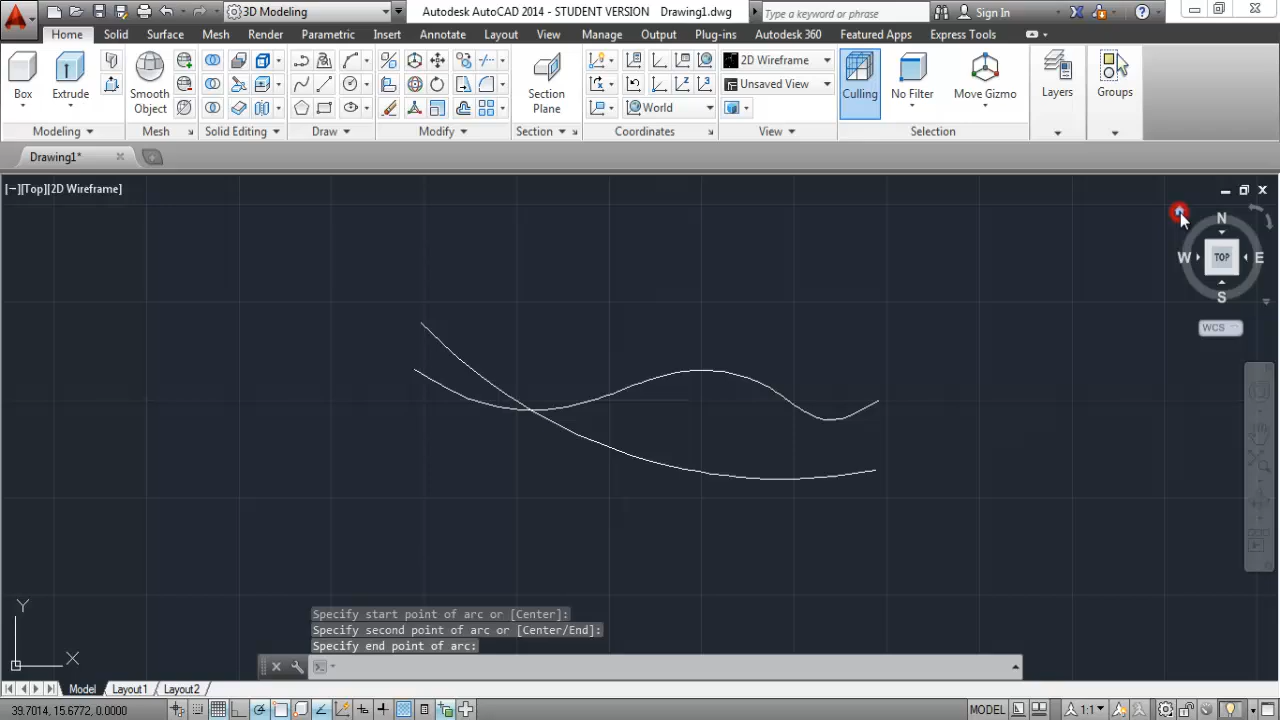 3D Modeling
Autodesk AutoCAD 2014 - STUDENT VERSION Drawing1.dwg
Type a keyword or phrase
Sign In
Home Solid Surface Mesh Render Parametric Insert Annotate Layout View Manage Output Plug-ins Autodesk 360 Featured Apps Express Tools
2D Wireframe
Unsaved View
World
Box
Extrude
Smooth
Object
Section
Plane
Culling
No Filter
Move Gizmo
Layers
Groups
Modeling Mesh Solid Editing Draw Modify Section Coordinates View Selection
Drawing1*
[−][Top][2D Wireframe]
N
W
TOP
E
S
WCS
Y
X
Specify start point of arc or [Center]:
Specify second point of arc or [Center/End]:
Specify end point of arc:
Model Layout1 Layout2
39.7014, 15.6772, 0.0000
MODEL
1:1